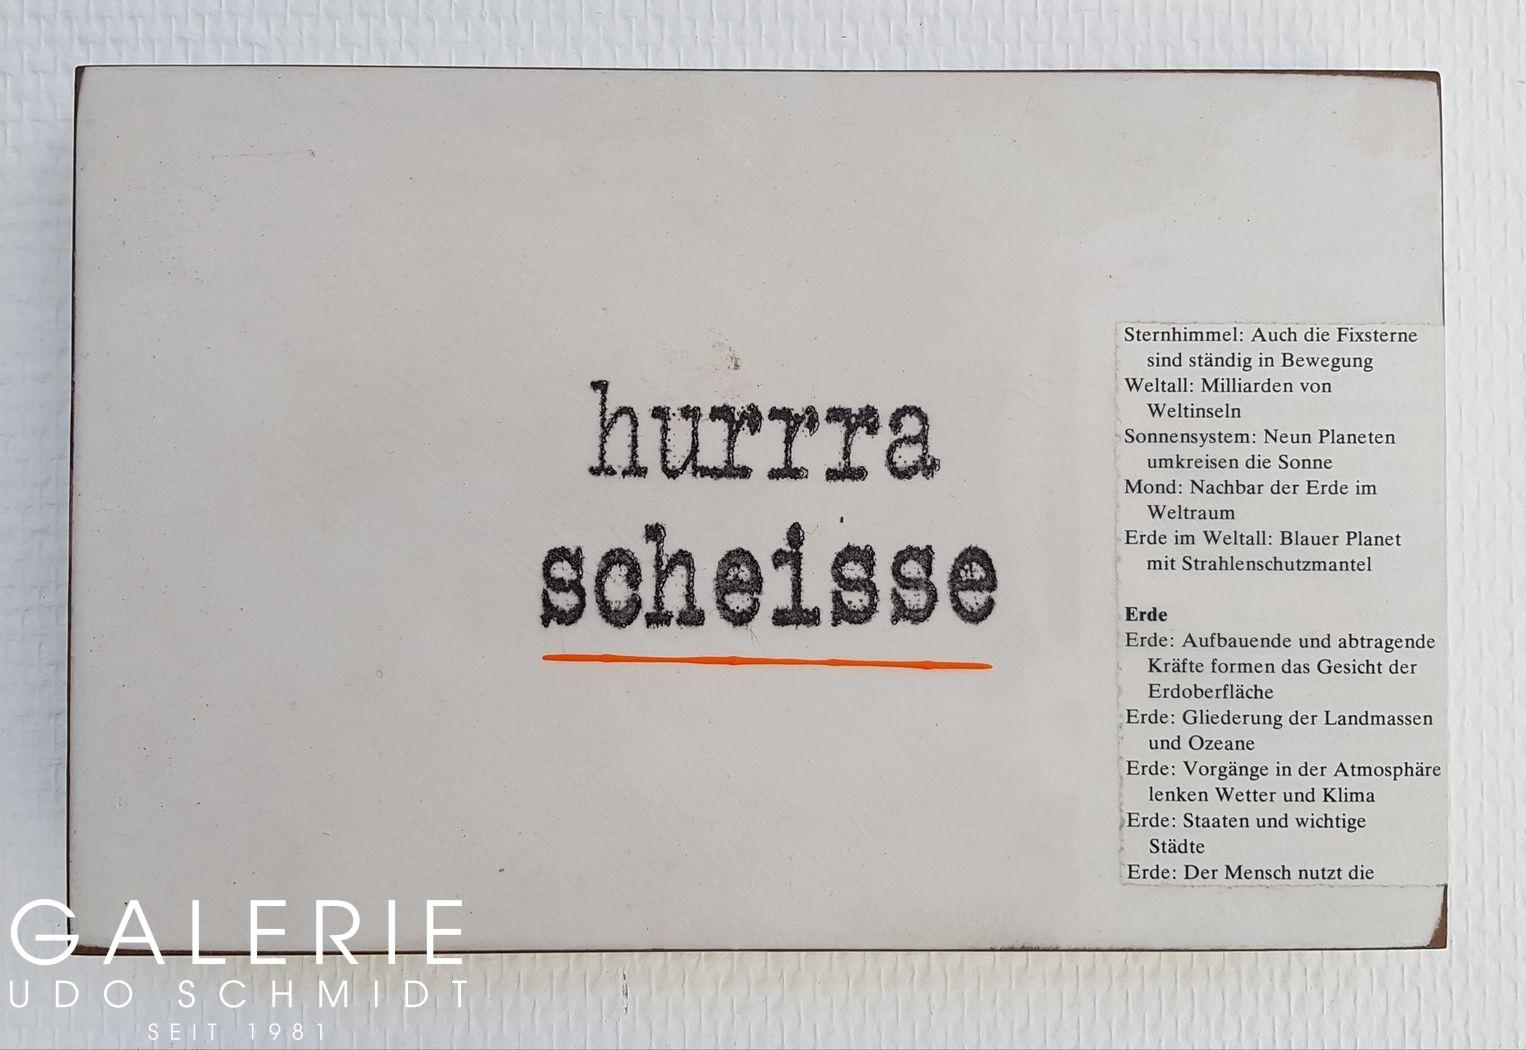 hurrra
scheisse
Sternhimmel: Auch die Fixsterne
sind ständig in Bewegung
Weltall: Milliarden von
Weltinseln
Sonnensystem: Neun Planeten
umkreisen die Sonne
Mond: Nachbar der Erde im
Weltraum
Erde im Weltall: Blauer Planet
mit Strahlenschutzmantel
Erde
Erde: Aufbauende und abtragende
Kräfte formen das Gesicht der
Erdoberfläche
Erde: Gliederung der Landmassen
und Ozeane
Erde: Vorgänge in der Atmosphäre
lenken Wetter und Klima
Erde: Staaten und wichtige
Städte
Erde: Der Mensch nutzt die
GALERIE
UDO SCHMIDT
SEIT 1981